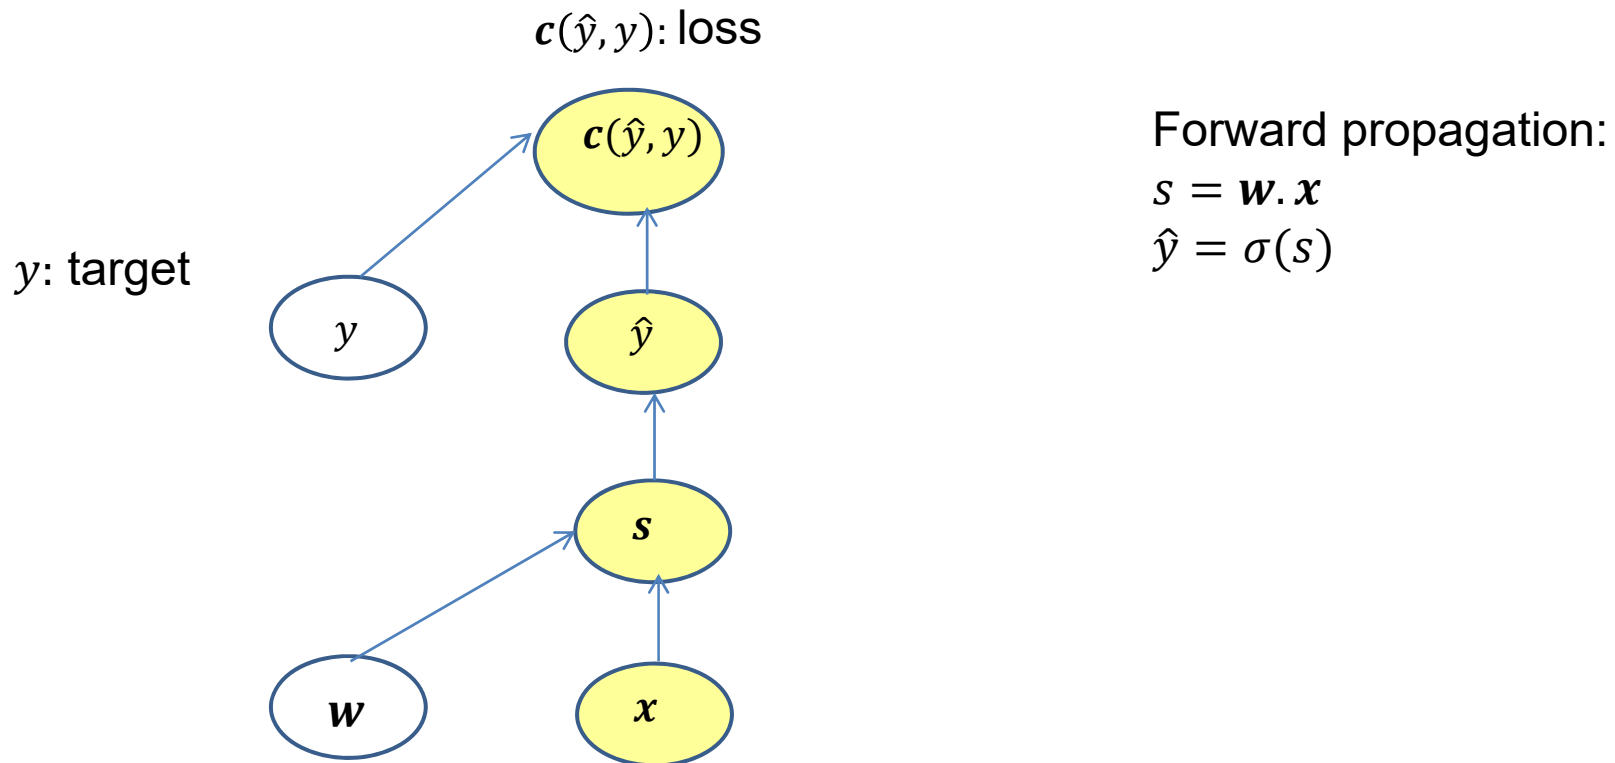 c(ŷ, y): loss
c(ŷ, y)
Forward propagation:
s = w. x
ŷ = σ(s)
y: target
y
ŷ
s
w
x